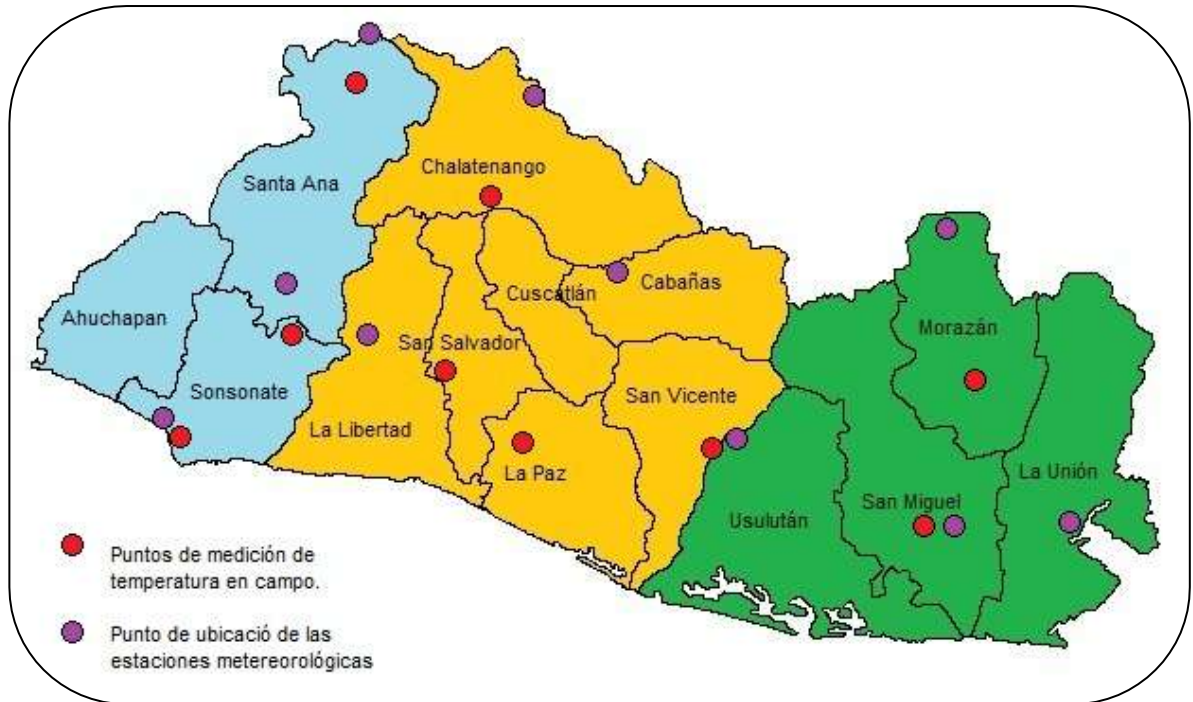 Chalatenango
Santa Ana
Cabañas
Cuscatlán
Ahuchapan
Morazán
San Salvador
Sonsonate
San Vicente
La Libertad
La Paz
La Unión
San Miguel
Usulután
Puntos de medición de
temperatura en campo.
Punto de ubicació de las
estaciones metereorológicas